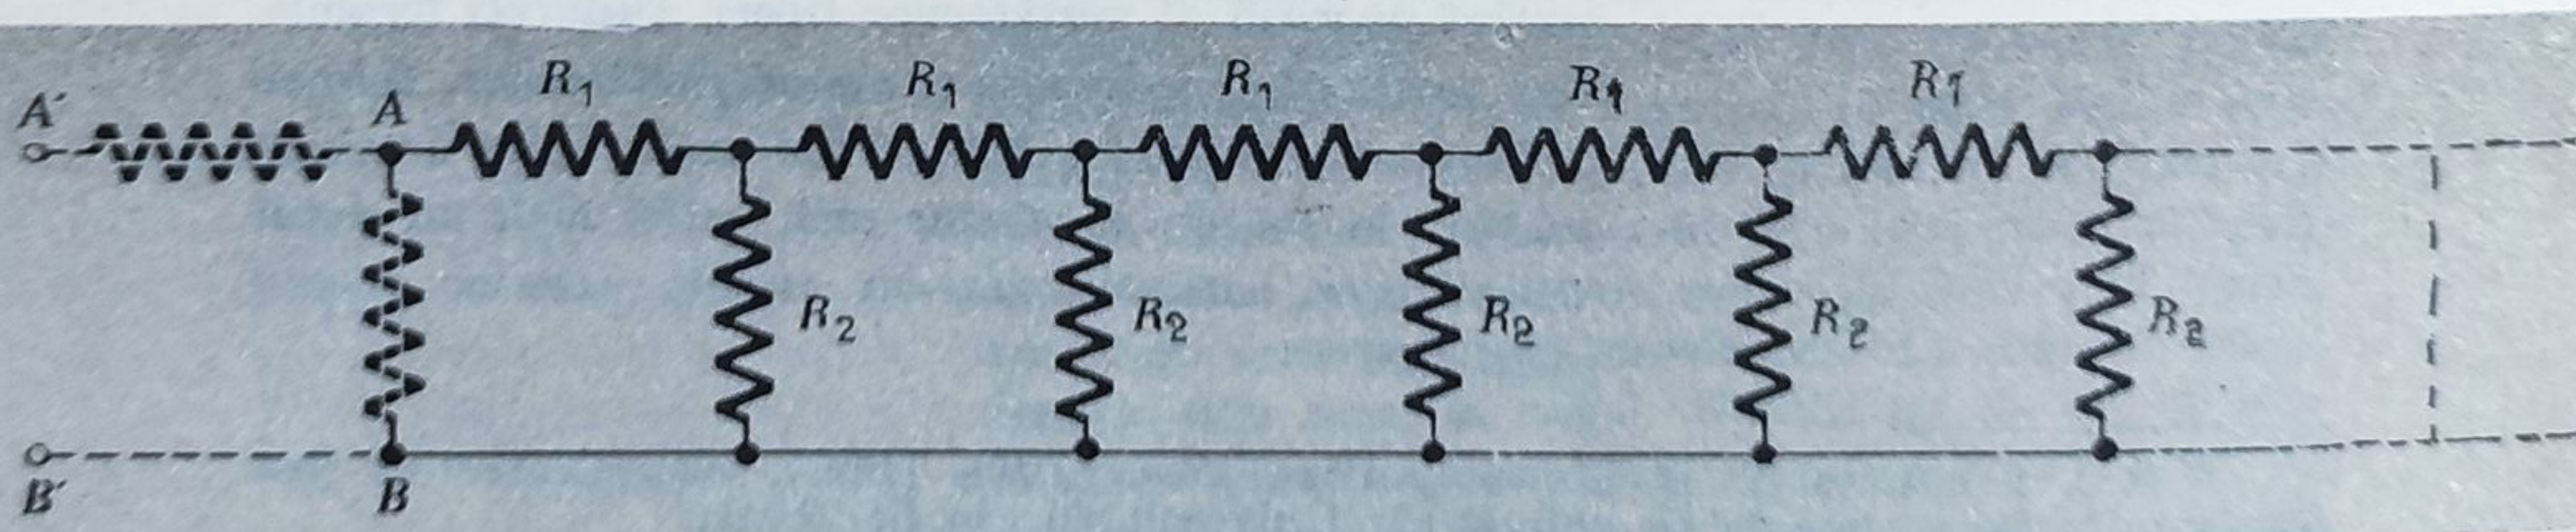 A′ A R₁ R₁ R₁ R₁ R₁
R₂ R₂ R₂ R₂ R₂
B′ B